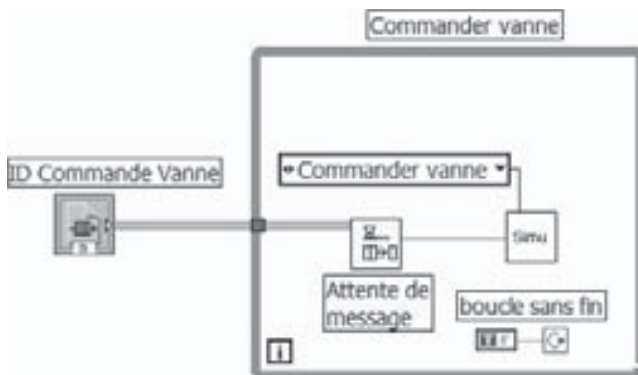 Commander vanne
ID Commande Vanne
Commander vanne
Simu
Attente de
message
boucle sans fin
i